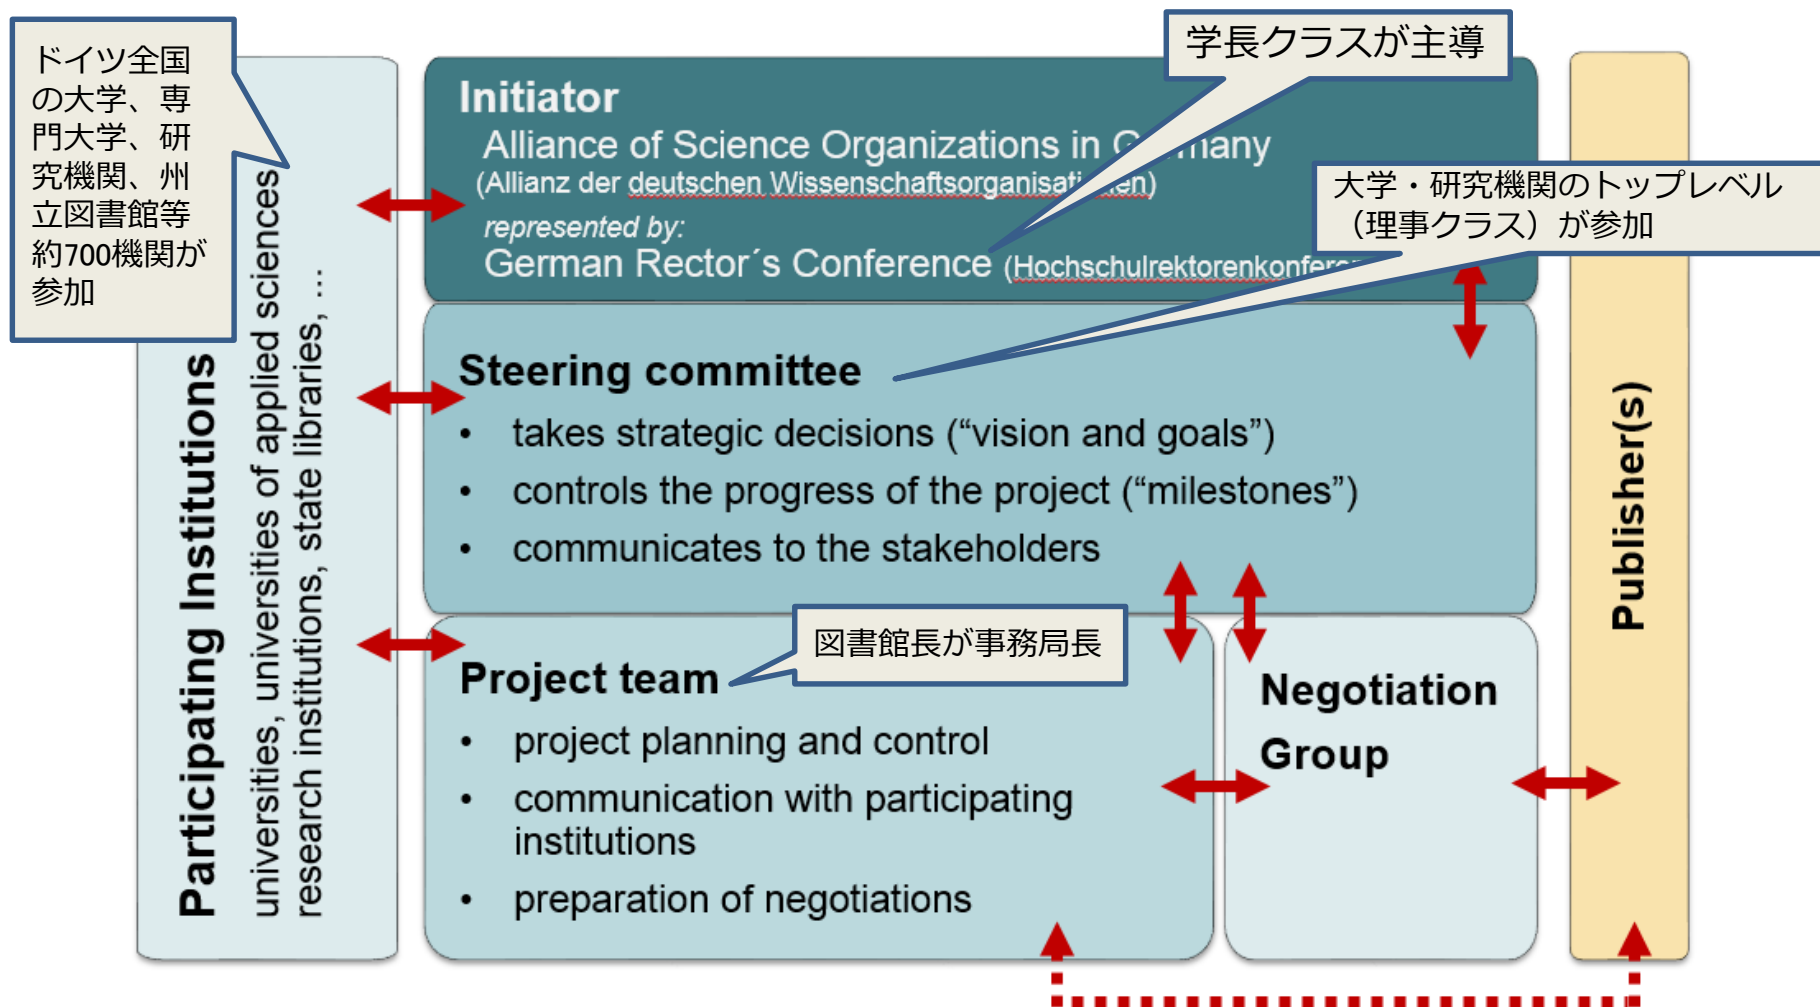 ドイツ全国
の大学、専
門大学、研
究機関、州
立図書館等
約700機関が
参加
Participating Institutions
universities, universities of applied sciences
research institutions, state libraries, …
学長クラスが主導
Initiator
Alliance of Science Organizations in Germany
(Allianz der deutschen Wissenschaftsorganisationen)
represented by:
German Rector´s Conference (Hochschulrektorenkonferenz
大学・研究機関のトップレベル
（理事クラス）が参加
Steering committee
• takes strategic decisions (“vision and goals”)
• controls the progress of the project (“milestones”)
• communicates to the stakeholders
図書館長が事務局長
Project team
• project planning and control
• communication with participating
institutions
• preparation of negotiations
Negotiation
Group
Publisher(s)